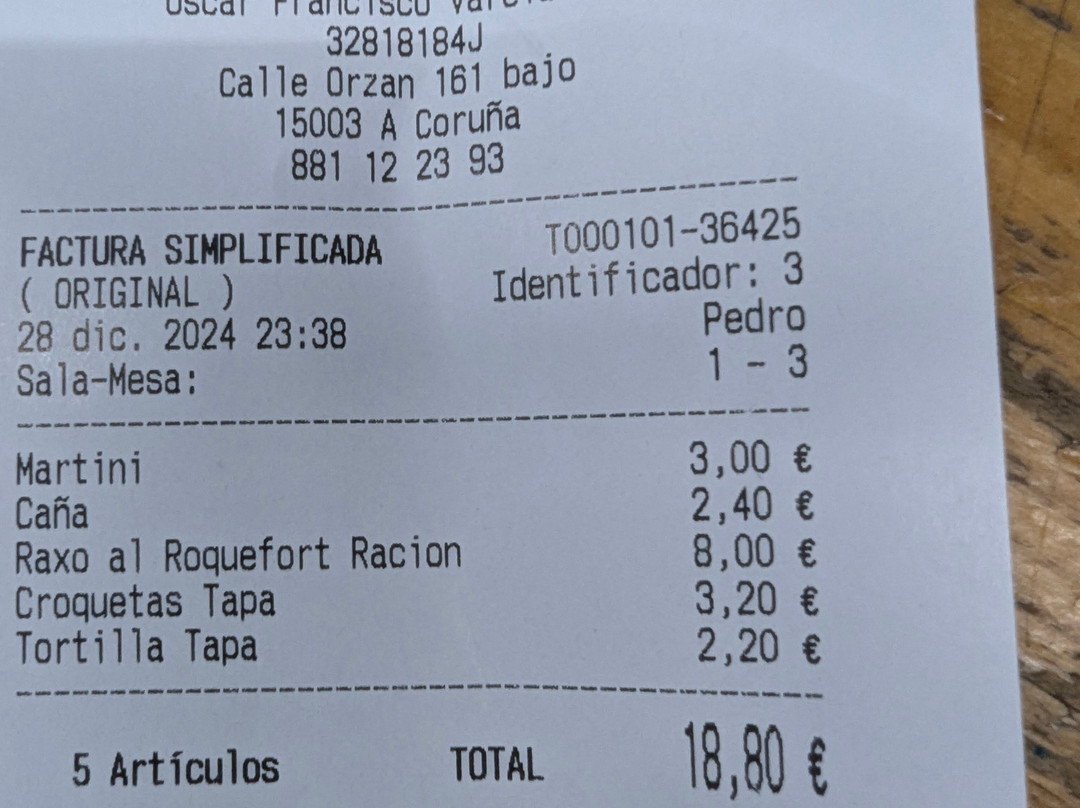 Oscar Francisco
32818184J
Calle Orzan 161 bajo
15003 A Coruña
881 12 23 93
FACTURA SIMPLIFICADA T000101-36425
( ORIGINAL ) Identificador: 3
28 dic. 2024 23:38 Pedro
Sala-Mesa: 1 - 3
Martini 3,00 €
Caña 2,40 €
Raxo al Roquefort Racion 8,00 €
Croquetas Tapa 3,20 €
Tortilla Tapa 2,20 €
5 Artículos TOTAL 18,80 €